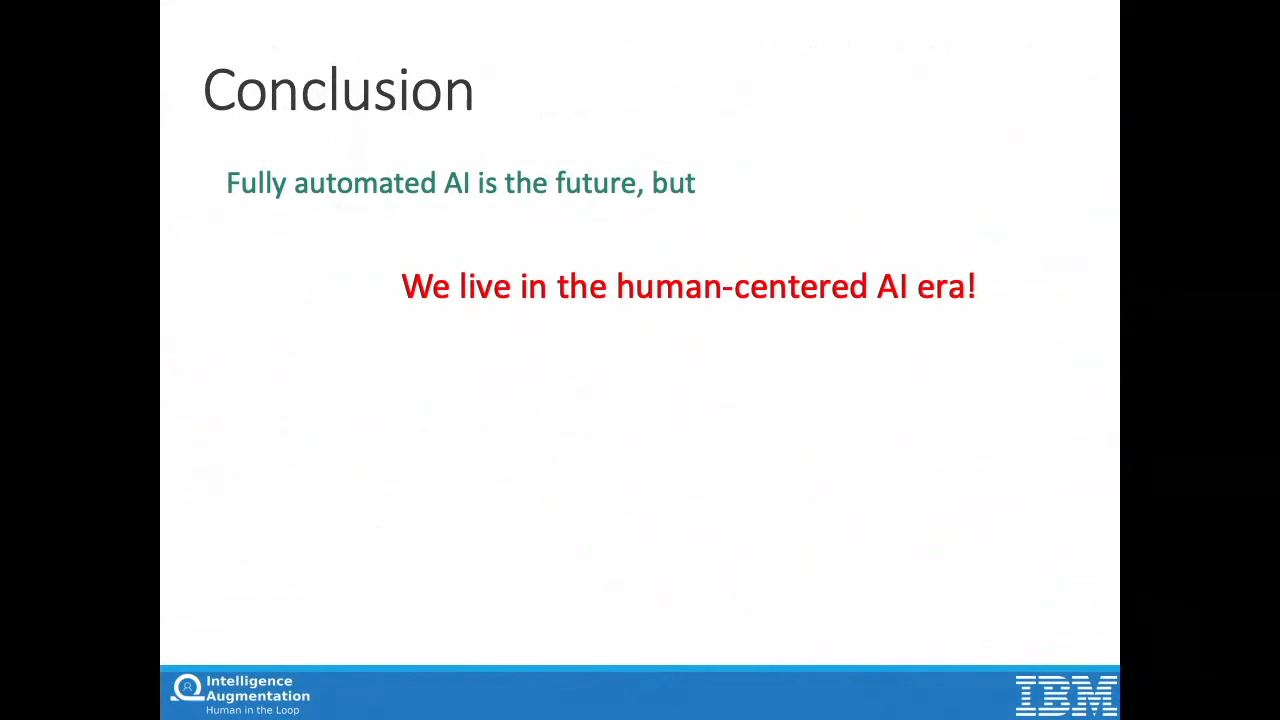 Conclusion
Fully automated AI is the future, but
We live in the human-centered AI era!
Intelligence
Augmentation
Human in the Loop
IBM